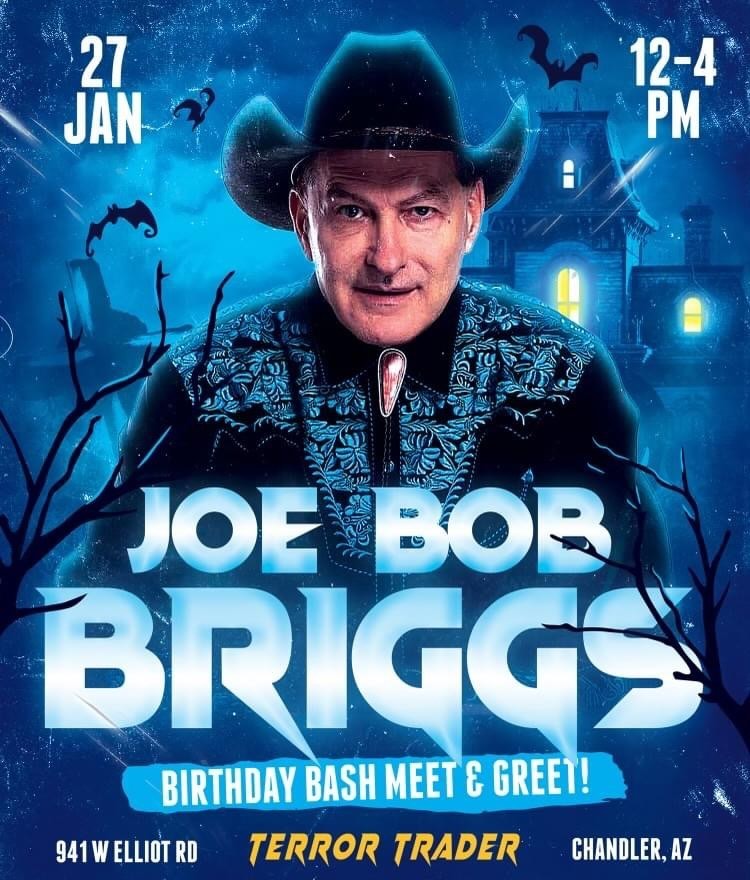 27
JAN
12-4
PM
JOE BOB
BRIGGS
BIRTHDAY BASH MEET & GREET!
941 W ELLIOT RD
TERROR TRADER
CHANDLER, AZ